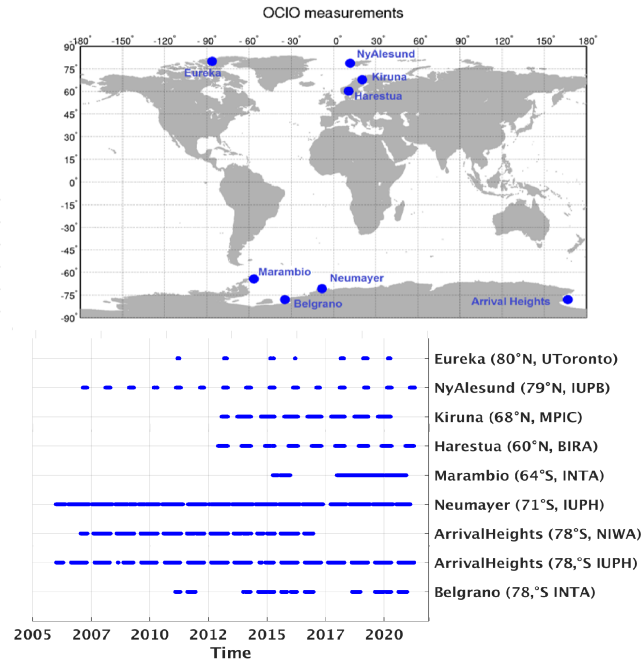 OClO measurements
-180° -150° -120° -90° -60° -30° 0° 30° 60° 90° 120° 150° 180°
90°
75°
60°
45°
30°
15°
0°
-15°
-30°
-45°
-60°
-75°
-90°
NyAlesund
Eureka
Kiruna
Harestua
Marambio
Neumayer
Belgrano
Arrival Heights
Eureka (80°N, UToronto)
NyAlesund (79°N, IUPB)
Kiruna (68°N, MPIC)
Harestua (60°N, BIRA)
Marambio (64°S, INTA)
Neumayer (71°S, IUPH)
ArrivalHeights (78°S, NIWA)
ArrivalHeights (78,°S IUPH)
Belgrano (78,°S INTA)
2005 2007 2010 2012 2015 2017 2020
Time